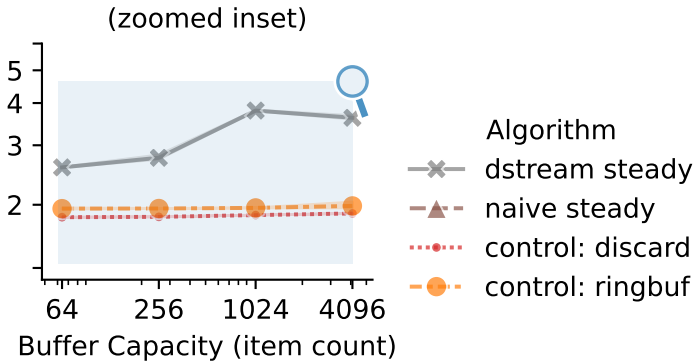 (zoomed inset)
5
4
3
2
64 256 1024 4096
Buffer Capacity (item count)
Algorithm
dstream steady
naive steady
control: discard
control: ringbuf